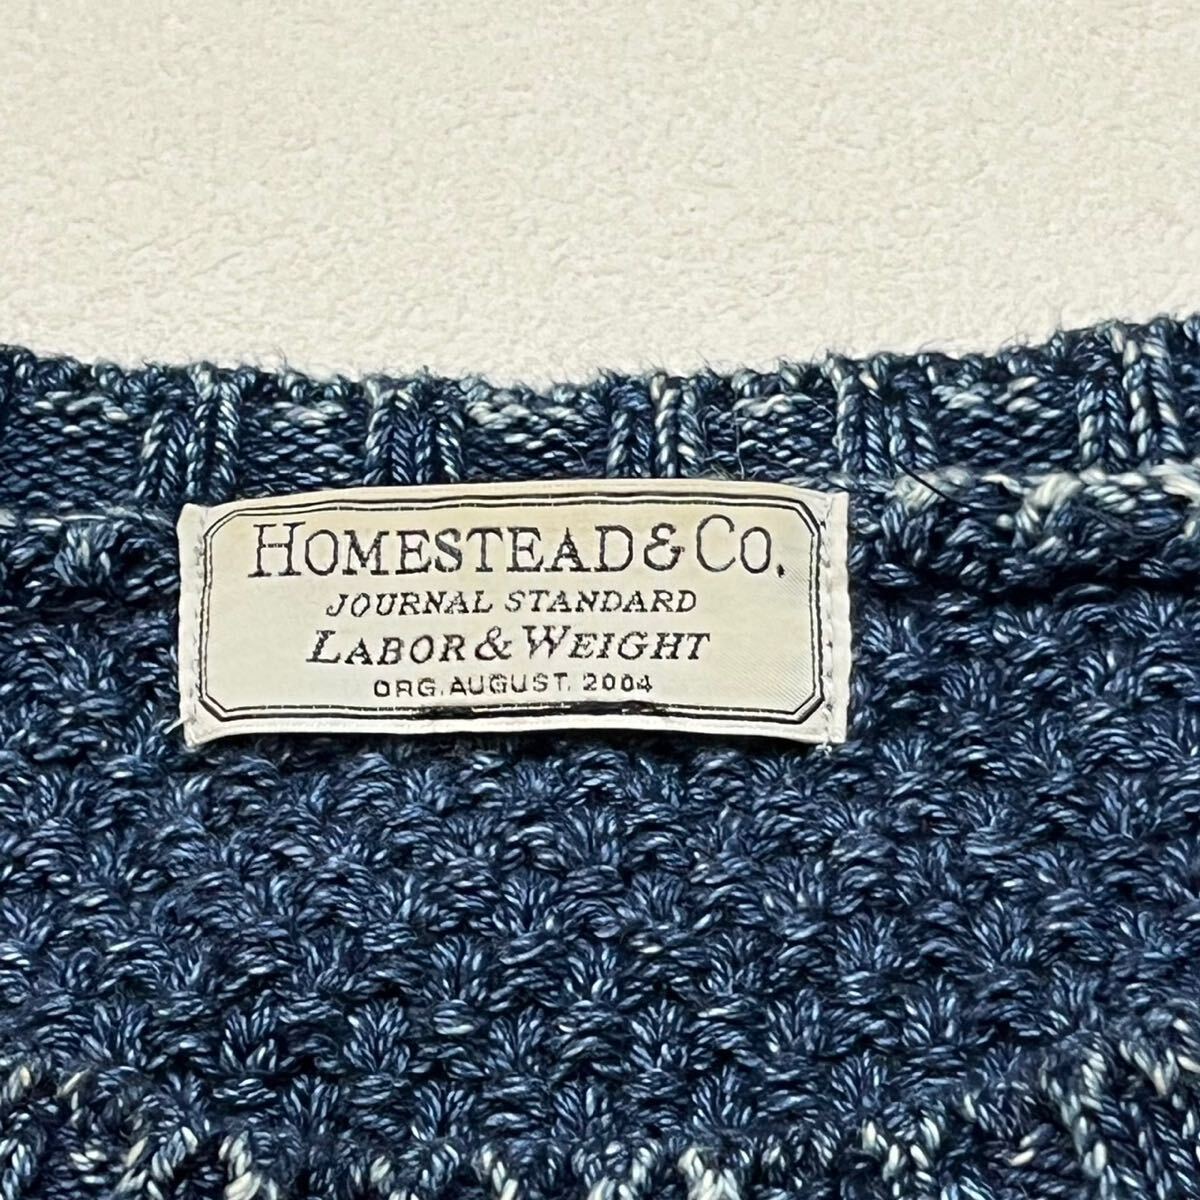 HOMESTEAD & CO.
JOURNAL STANDARD
LABOR & WEIGHT
ORG. AUGUST. 2004